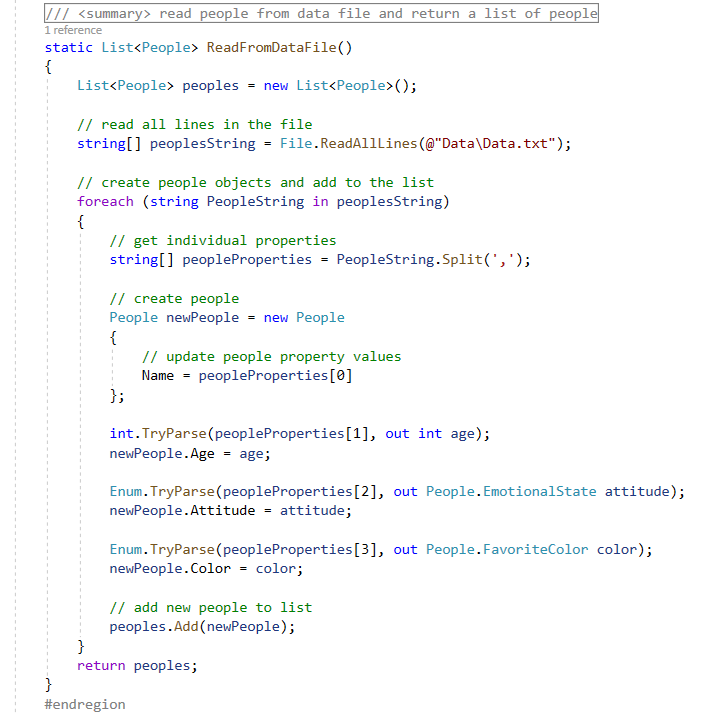 /// <summary> read people from data file and return a list of people
1 reference
static List<People> ReadFromDataFile()
{
    List<People> peoples = new List<People>();

    // read all lines in the file
    string[] peoplesString = File.ReadAllLines(@"Data\Data.txt");

    // create people objects and add to the list
    foreach (string PeopleString in peoplesString)
    {
        // get individual properties
        string[] peopleProperties = PeopleString.Split(',');

        // create people
        People newPeople = new People
        {
            // update people property values
            Name = peopleProperties[0]
        };

        int.TryParse(peopleProperties[1], out int age);
        newPeople.Age = age;

        Enum.TryParse(peopleProperties[2], out People.EmotionalState attitude);
        newPeople.Attitude = attitude;

        Enum.TryParse(peopleProperties[3], out People.FavoriteColor color);
        newPeople.Color = color;

        // add new people to list
        peoples.Add(newPeople);
    }
    return peoples;
}
#endregion